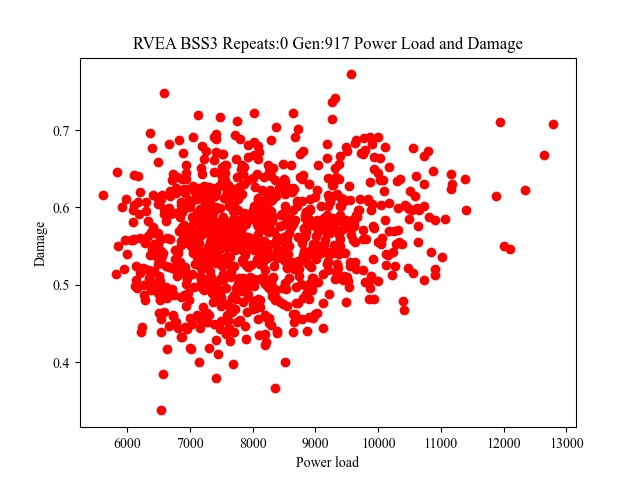 RVEA BSS3 Repeats:0 Gen:917 Power Load and Damage
0.7
0.6
0.5
0.4
Damage
6000 7000 8000 9000 10000 11000 12000 13000
Power load